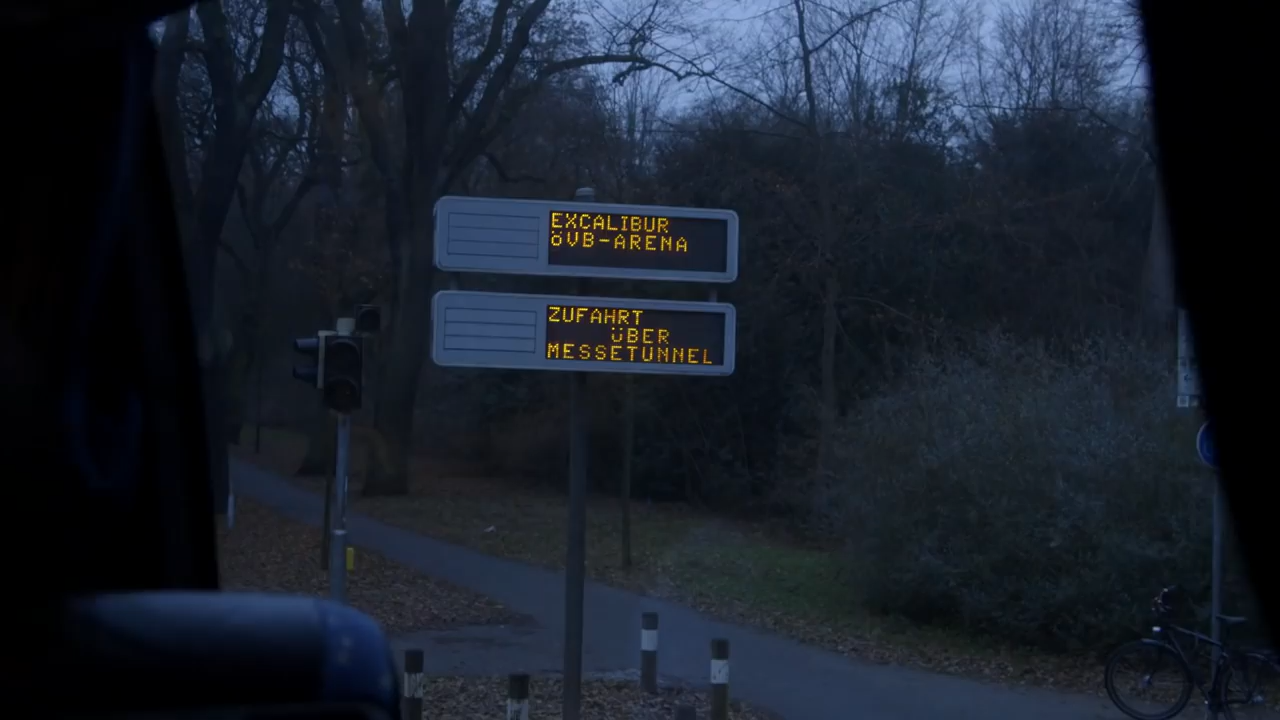 EXCALIBUR
öVB-ARENA
ZUFAHRT
ÜBER
MESSETUNNEL